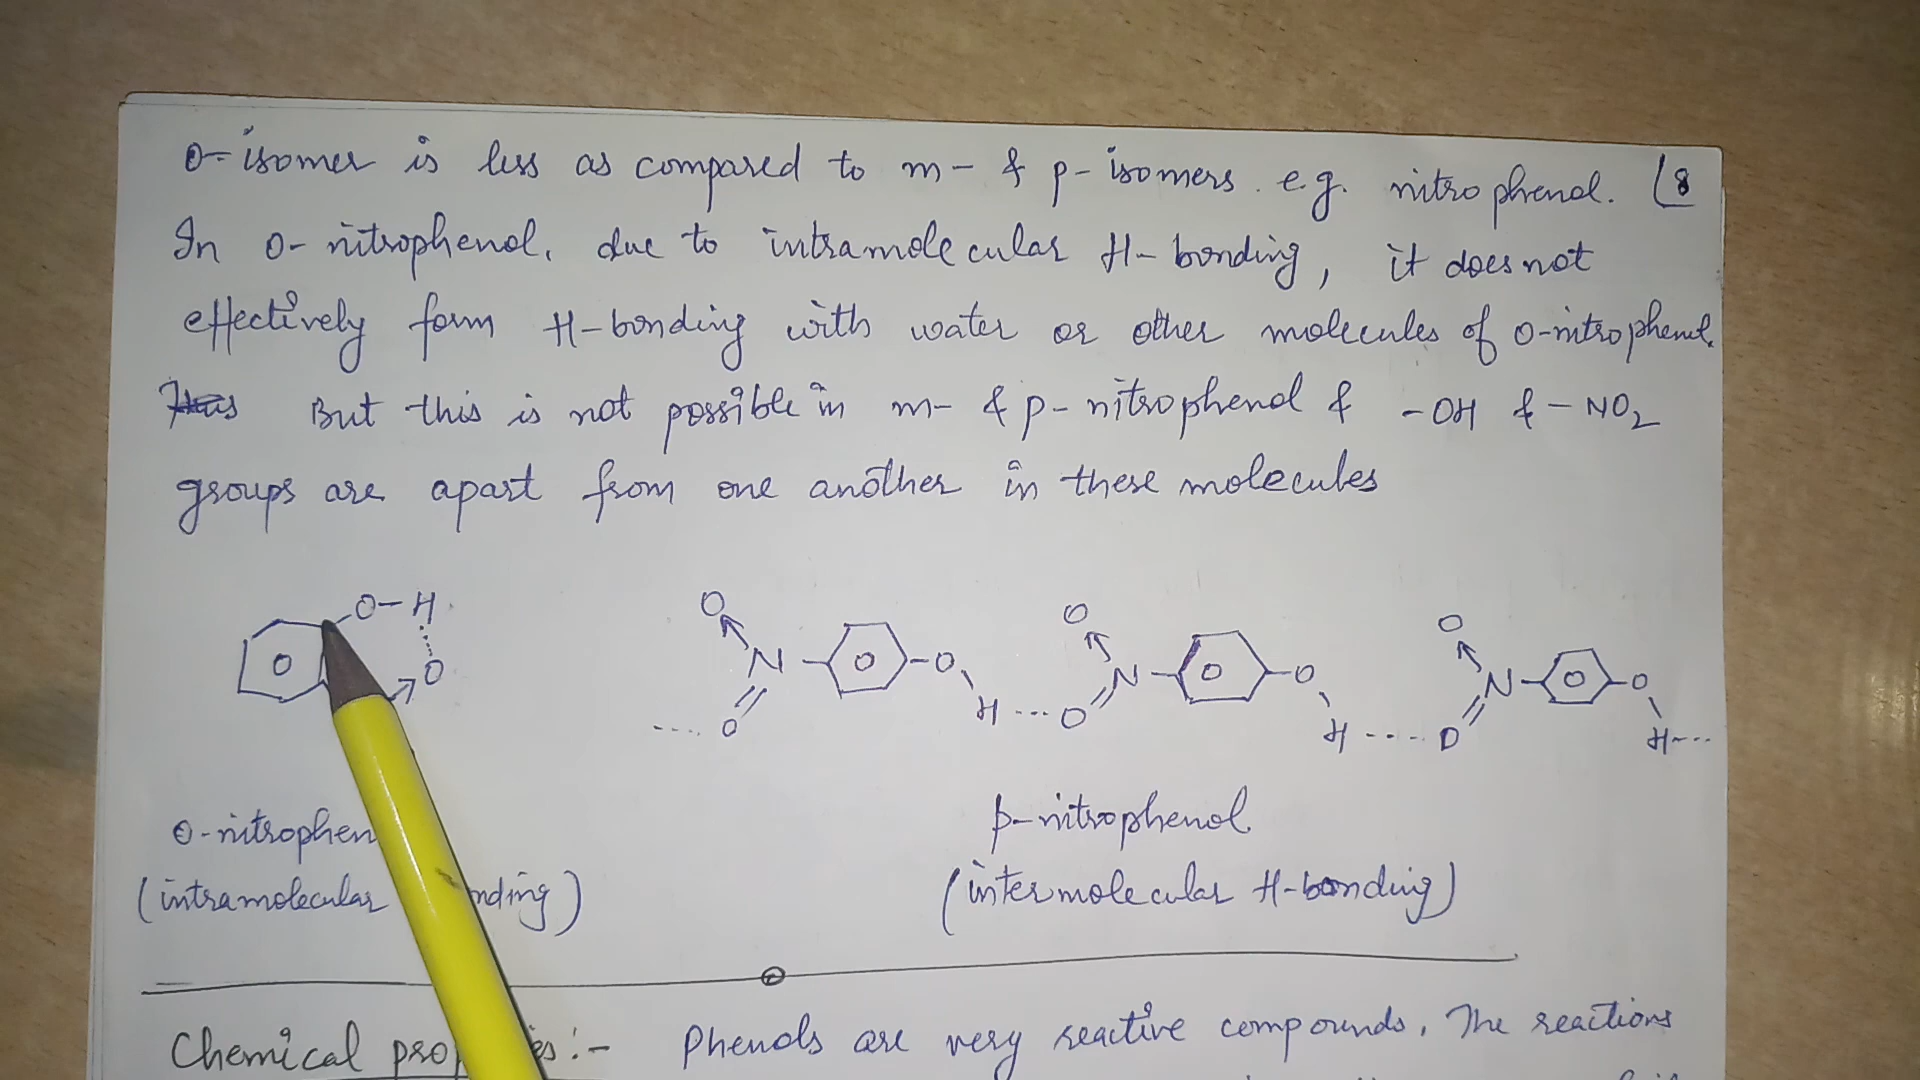 o-isomer is less as compared to m- & p-isomers. e.g. nitrophenol. 8
In o-nitrophenol, due to intramolecular H-bonding, it does not
effectively form H-bonding with water or other molecules of o-nitrophenol.
But this is not possible in m- & p-nitrophenol & -OH & -NO2
groups are apart from one another in these molecules
O-H
O
O
N
O
O
H
O
N
O
O
H
O
N
O
O
H
o-nitrophen
p-nitrophenol
(intramolecular nding)
(intermolecular H-bonding)
Chemical prop es:- Phenols are very reactive compounds. The reactions